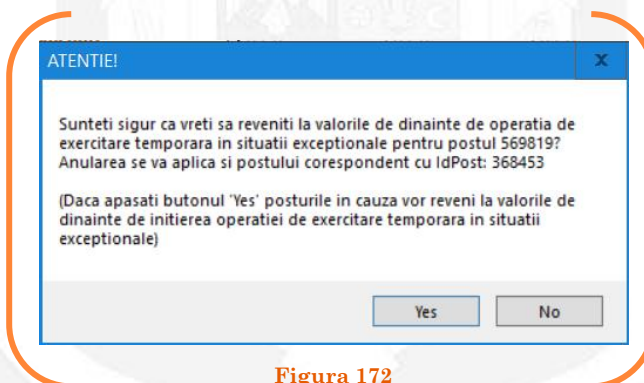 ATENTIE!
x
Sunteti sigur ca vreti sa reveniti la valorile de dinainte de operatia de
exercitare temporara in situatii exceptionale pentru postul 569819?
Anularea se va aplica si postului corespondent cu IdPost: 368453
(Daca apasati butonul 'Yes' posturile in cauza vor reveni la valorile de
dinainte de initierea operatiei de exercitare temporara in situatii
exceptionale)
Yes No
Figura 172